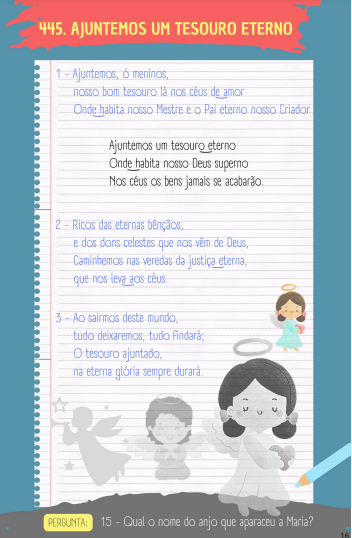 445. AJUNTEMOS UM TESOURO ETERNO
1 - Ajuntemos, ó meninos,
nosso bom tesouro lá nos céus de amor
Onde habita nosso Mestre e o Pai eterno nosso Criador
Ajuntemos um tesouro eterno
Onde habita nosso Deus superno
Nos céus os bens jamais se acabarão.
2 - Ricos das eternas bênçãos,
e dos dons celestes que nos vêm de Deus,
Caminhemos nas veredas da justiça eterna,
que nos leva aos céus.
3 - Ao sairmos deste mundo,
tudo deixaremos, tudo findará;
O tesouro ajuntado,
na eterna glória sempre durará.
PERGUNTA: 15 - Qual o nome do anjo que apareceu a Maria?
16